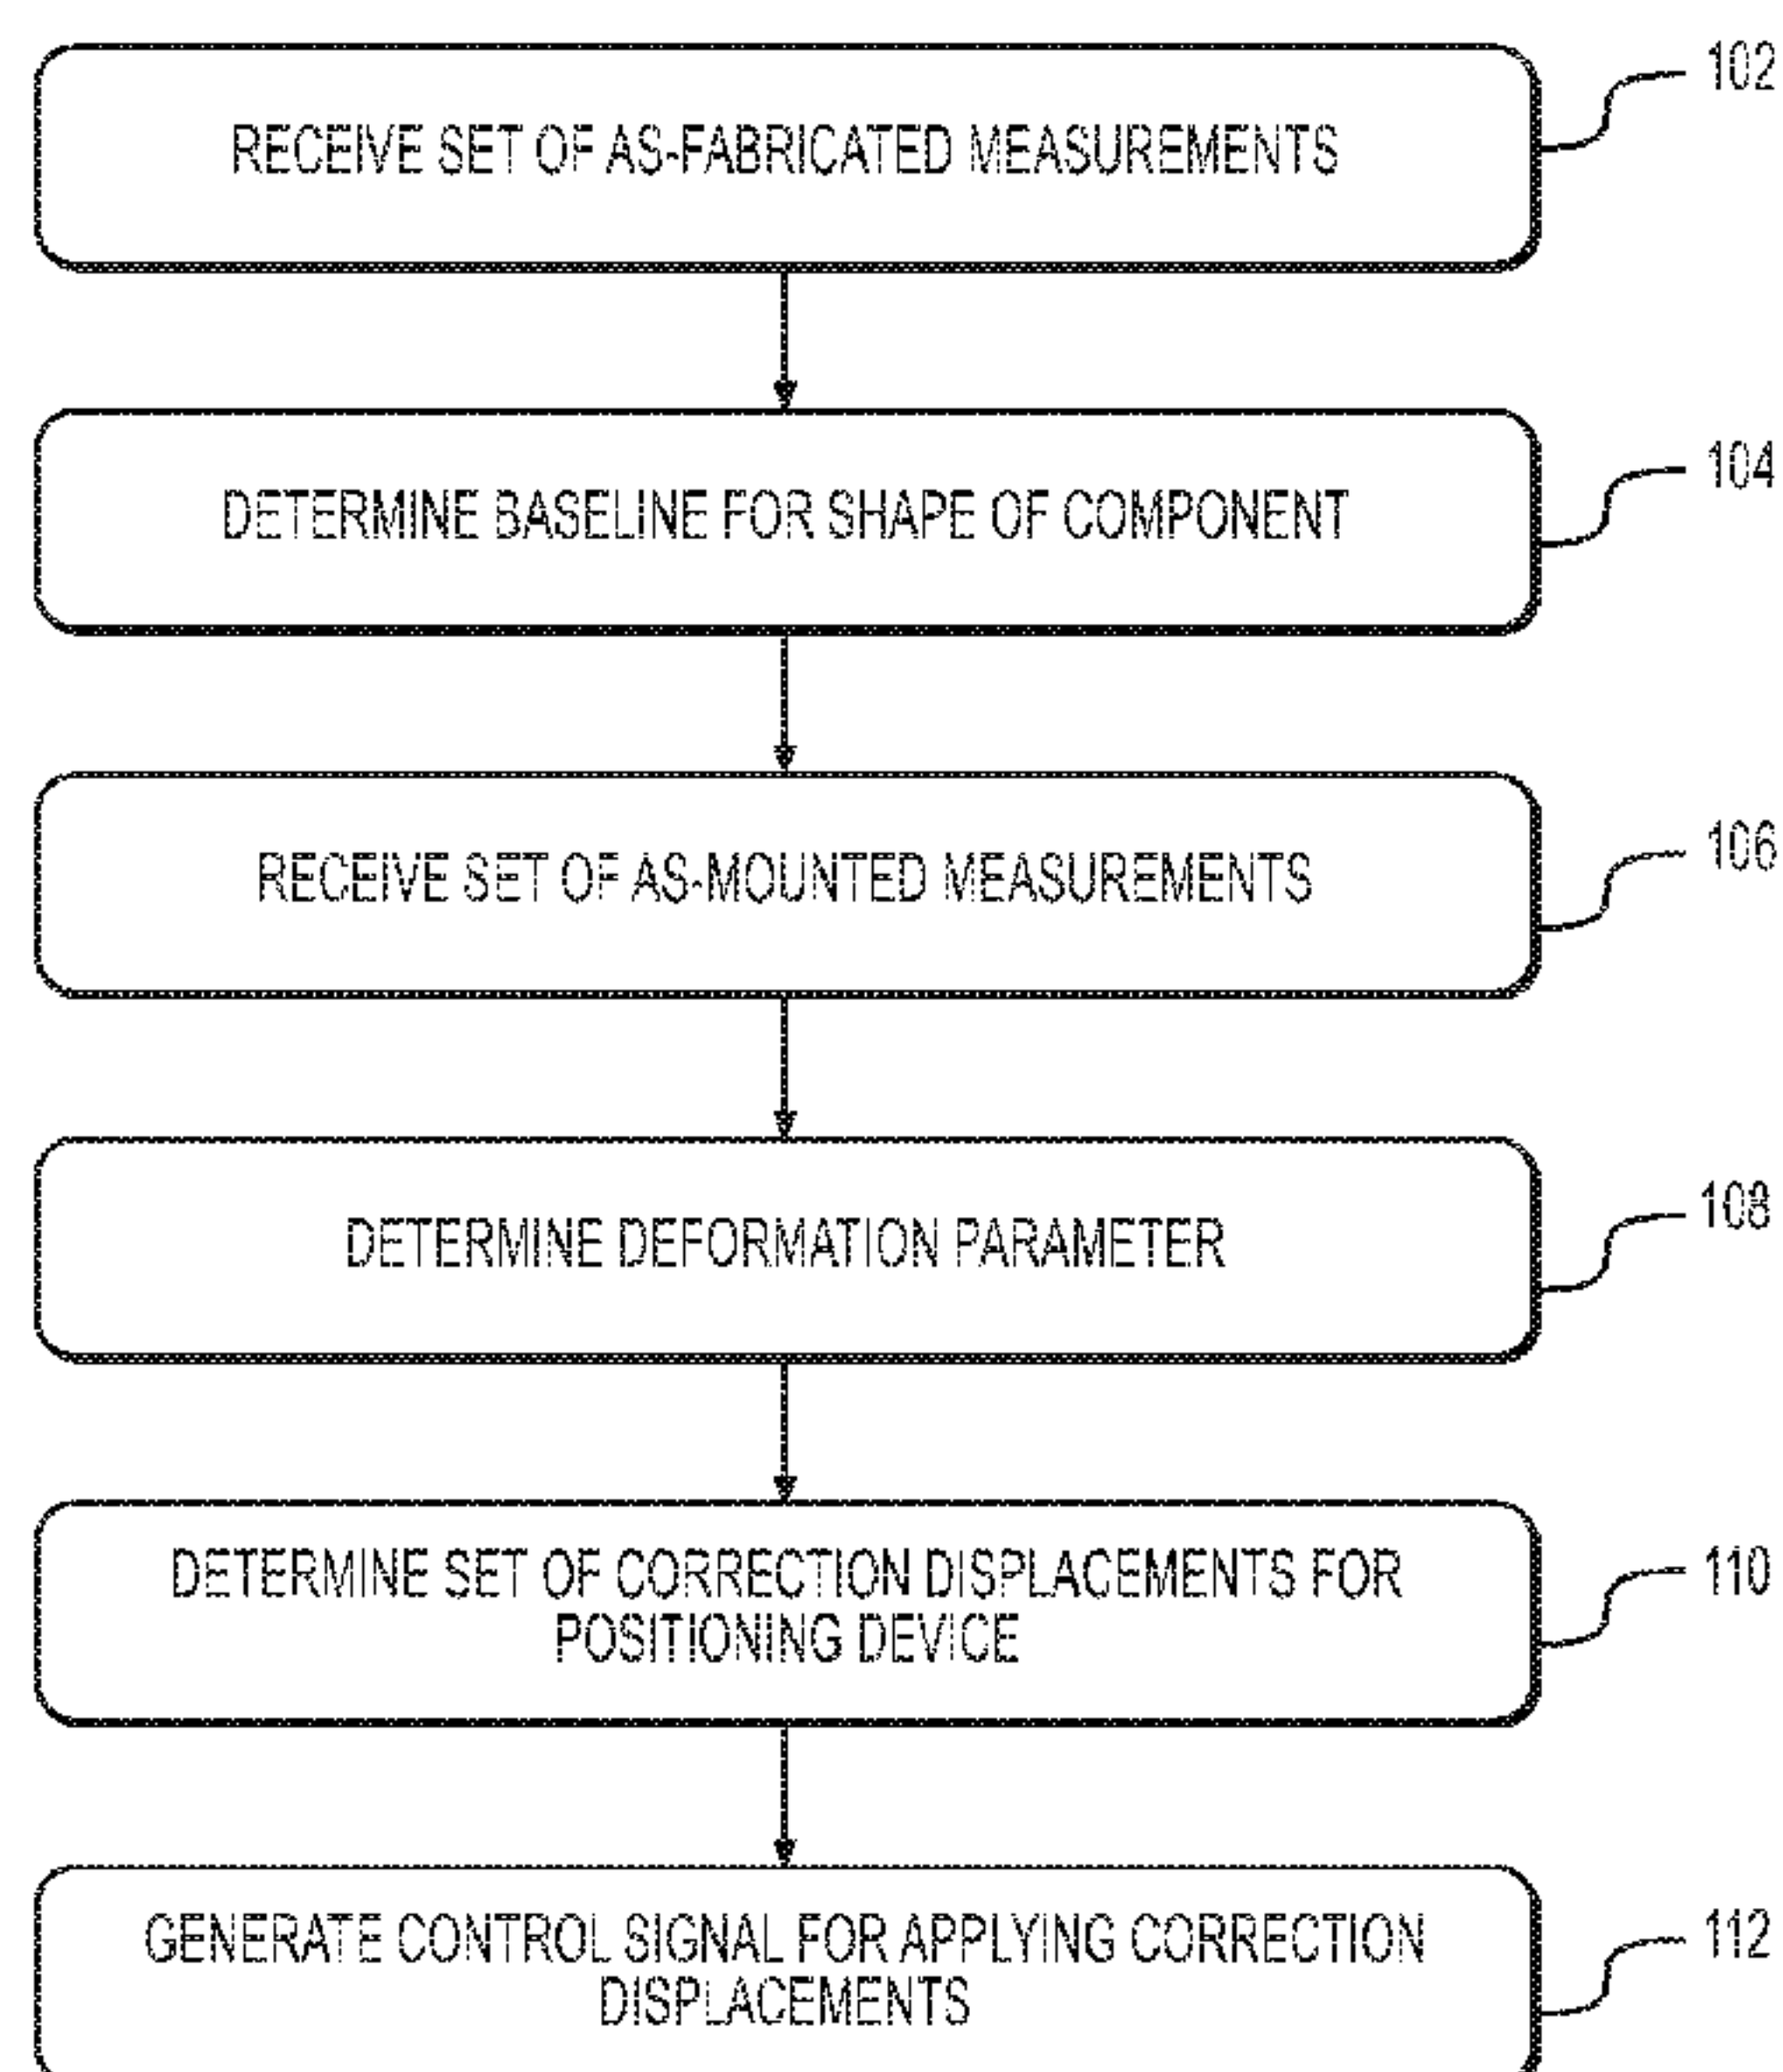 102
RECEIVE SET OF AS-FABRICATED MEASUREMENTS
104
DETERMINE BASELINE FOR SHAPE OF COMPONENT
106
RECEIVE SET OF AS-MOUNTED MEASUREMENTS
108
DETERMINE DEFORMATION PARAMETER
110
DETERMINE SET OF CORRECTION DISPLACEMENTS FOR
POSITIONING DEVICE
112
GENERATE CONTROL SIGNAL FOR APPLYING CORRECTION
DISPLACEMENTS